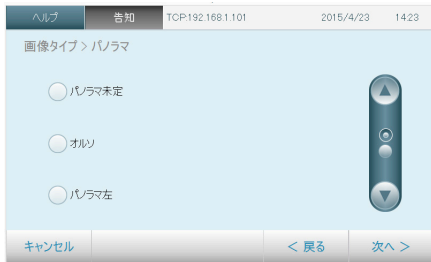 ヘルプ 告知 TCP:192.168.1.101 2015/4/23 14:23
画像タイプ > パノラマ
パノラマ未定
オルソ
パノラマ左
キャンセル < 戻る 次へ >